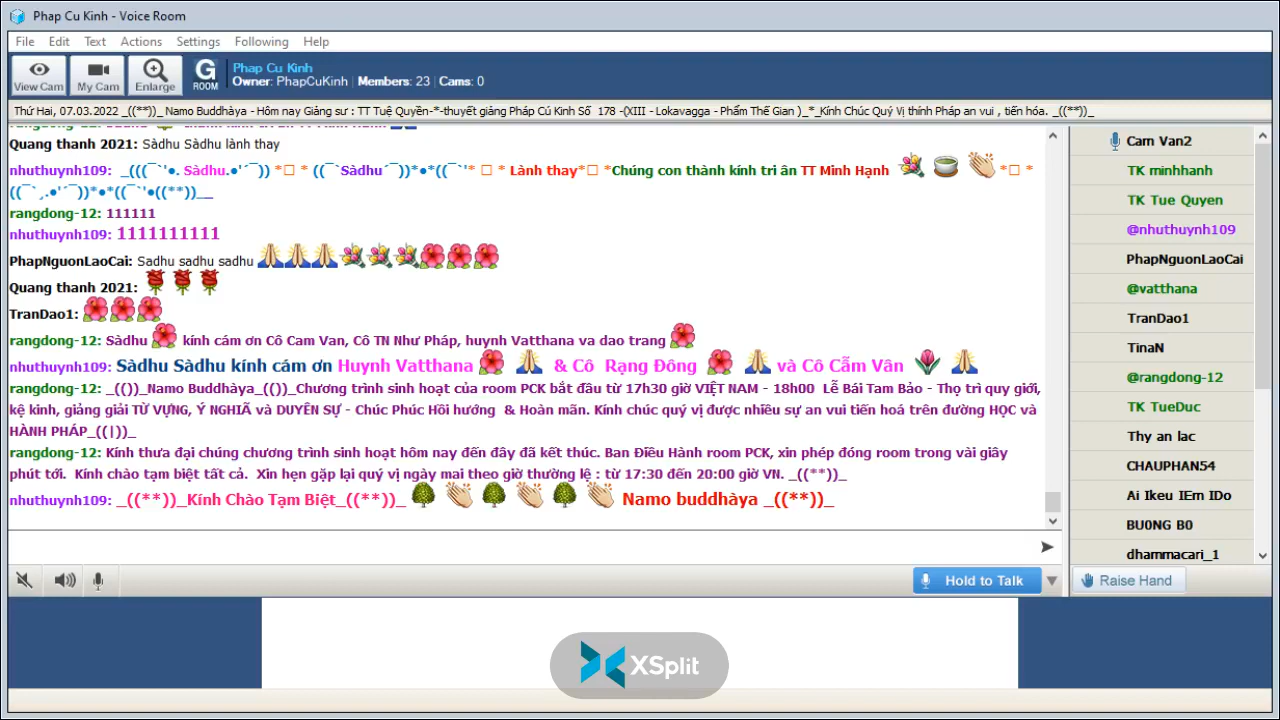 Phap Cu Kinh - Voice Room
File Edit Text Actions Settings Following Help
View Cam My Cam Enlarge G ROOM
Phap Cu Kinh
Owner: PhapCuKinh Members: 23 Cams: 0
Thứ Hai, 07.03.2022 _((**))_ Namo Buddhàya - Hôm nay Giảng sư : TT Tuệ Quyền-*-thuyết giảng Pháp Cú Kinh Số 178 -(XIII - Lokavagga - Phẩm Thế Gian )_*_Kính Chúc Quý Vị thính Pháp an vui , tiến hóa. _((**))_
Quang thanh 2021: Sàdhu Sàdhu lành thay
nhuthuynh109: _(((¯`'•. Sàdhu.•'´¯)) *□ * ((¯`Sàdhu´¯))*•*((¯`'* □ * Lành thay*□ *Chúng con thành kính tri ân TT Minh Hạnh *□ *
((¯`¸.•'´¯))*•*((¯`'•((**))__
rangdong-12: 111111
nhuthuynh109: 1111111111
PhapNguonLaoCai: Sadhu sadhu sadhu
Quang thanh 2021:
TranDao1:
rangdong-12: Sàdhu kính cám ơn Cô Cam Van, Cô TN Như Pháp, huynh Vatthana va dao trang
nhuthuynh109: Sàdhu Sàdhu kính cám ơn Huynh Vatthana & Cô Rạng Đông và Cô Cẩm Vân
rangdong-12: _(())_Namo Buddhàya_(())_Chương trình sinh hoạt của room PCK bắt đầu từ 17h30 giờ VIỆT NAM - 18h00 Lễ Bái Tam Bảo - Thọ trì quy giới,
kệ kinh, giảng giải TỪ VỰNG, Ý NGHIÃ và DUYÊN SỰ - Chúc Phúc Hồi hướng & Hoàn mãn. Kính chúc quý vị được nhiều sự an vui tiến hoá trên đường HỌC và
HÀNH PHÁP_((|))_
rangdong-12: Kính thưa đại chúng chương trình sinh hoạt hôm nay đến đây đã kết thúc. Ban Điều Hành room PCK, xin phép đóng room trong vài giây
phút tới. Kính chào tạm biệt tất cả. Xin hẹn gặp lại quý vị ngày mai theo giờ thường lệ : từ 17:30 đến 20:00 giờ VN. _((**))_
nhuthuynh109: _((**))_Kính Chào Tạm Biệt_((**))_ Namo buddhàya _((**))_
Cam Van2
TK minhhanh
TK Tue Quyen
@nhuthuynh109
PhapNguonLaoCai
@vatthana
TranDao1
TinaN
@rangdong-12
TK TueDuc
Thy an lac
CHAUPHAN54
Ai lkeu lEm lDo
BU0NG B0
dhammacari_1
Hold to Talk
Raise Hand
XSplit